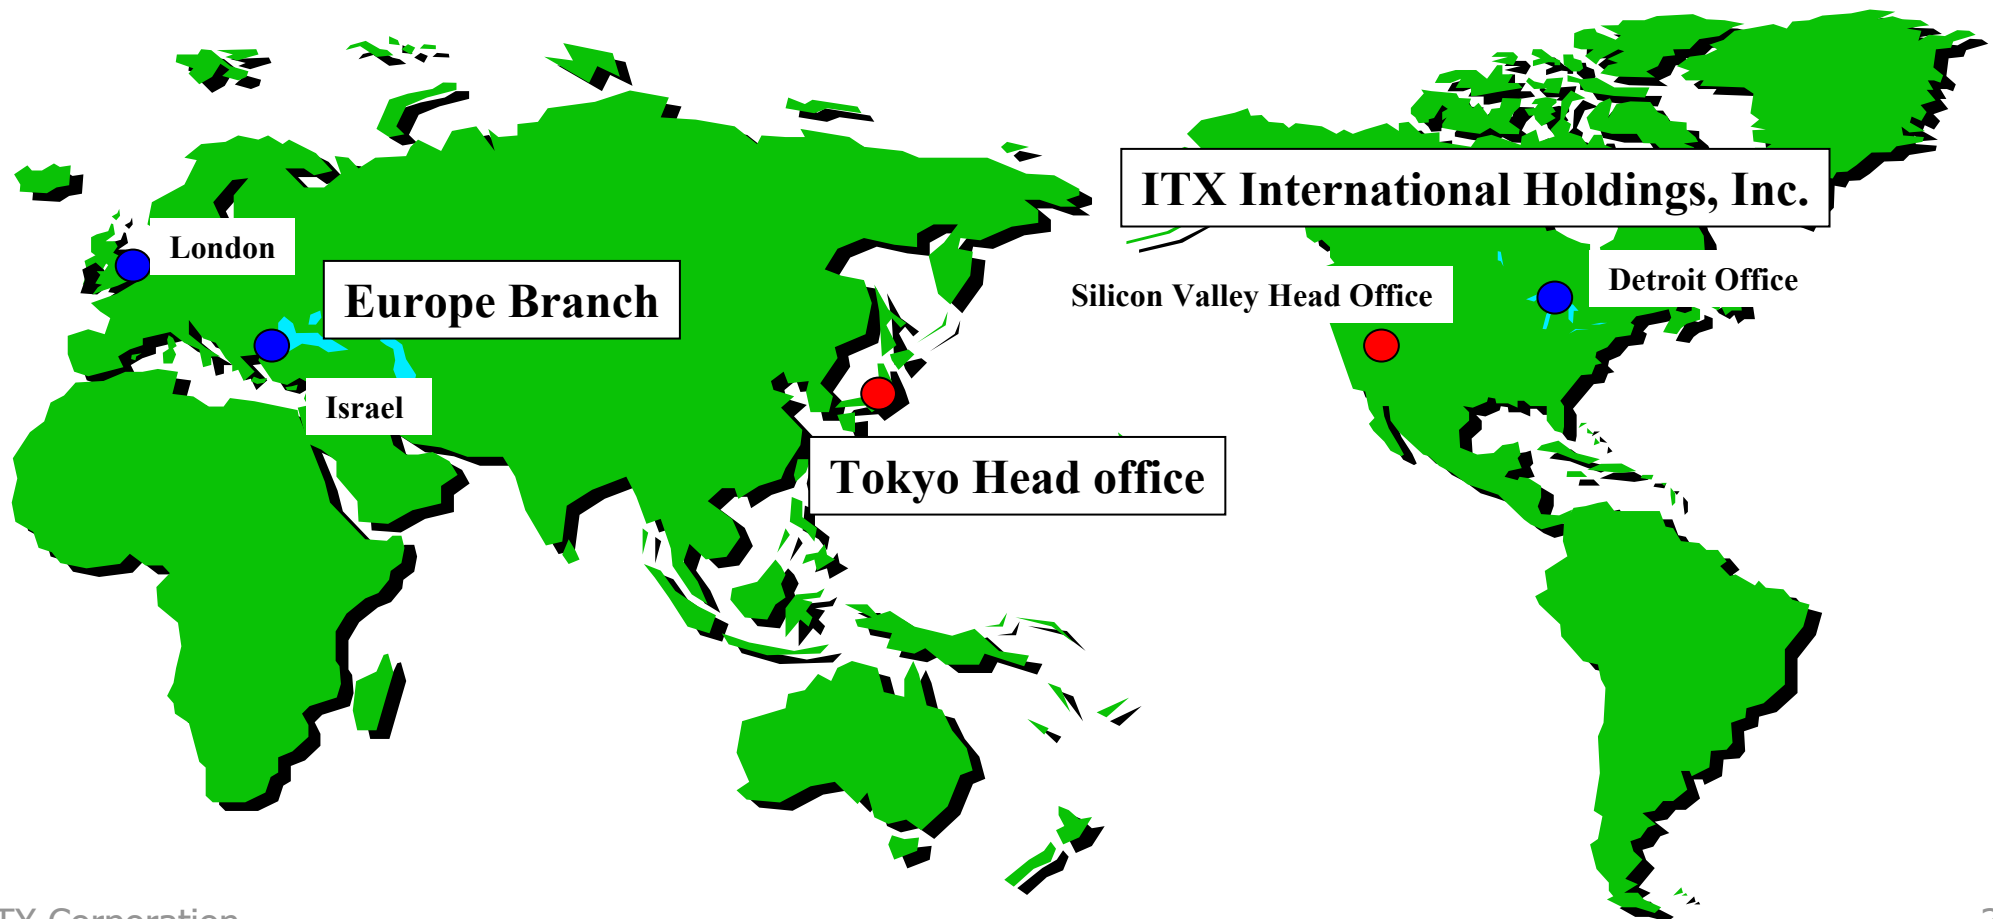 ITX International Holdings, Inc.
London
Europe Branch
Silicon Valley Head Office
Detroit Office
Israel
Tokyo Head office